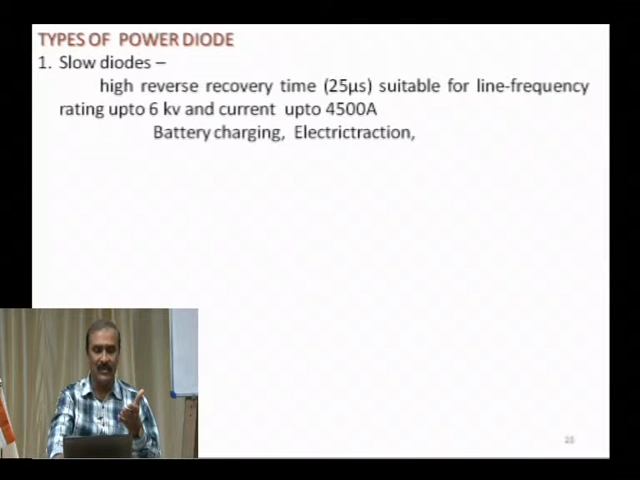 TYPES OF POWER DIODE
1. Slow diodes –
high reverse recovery time (25µs) suitable for line-frequency
rating upto 6 kv and current upto 4500A
Battery charging, Electrictraction,